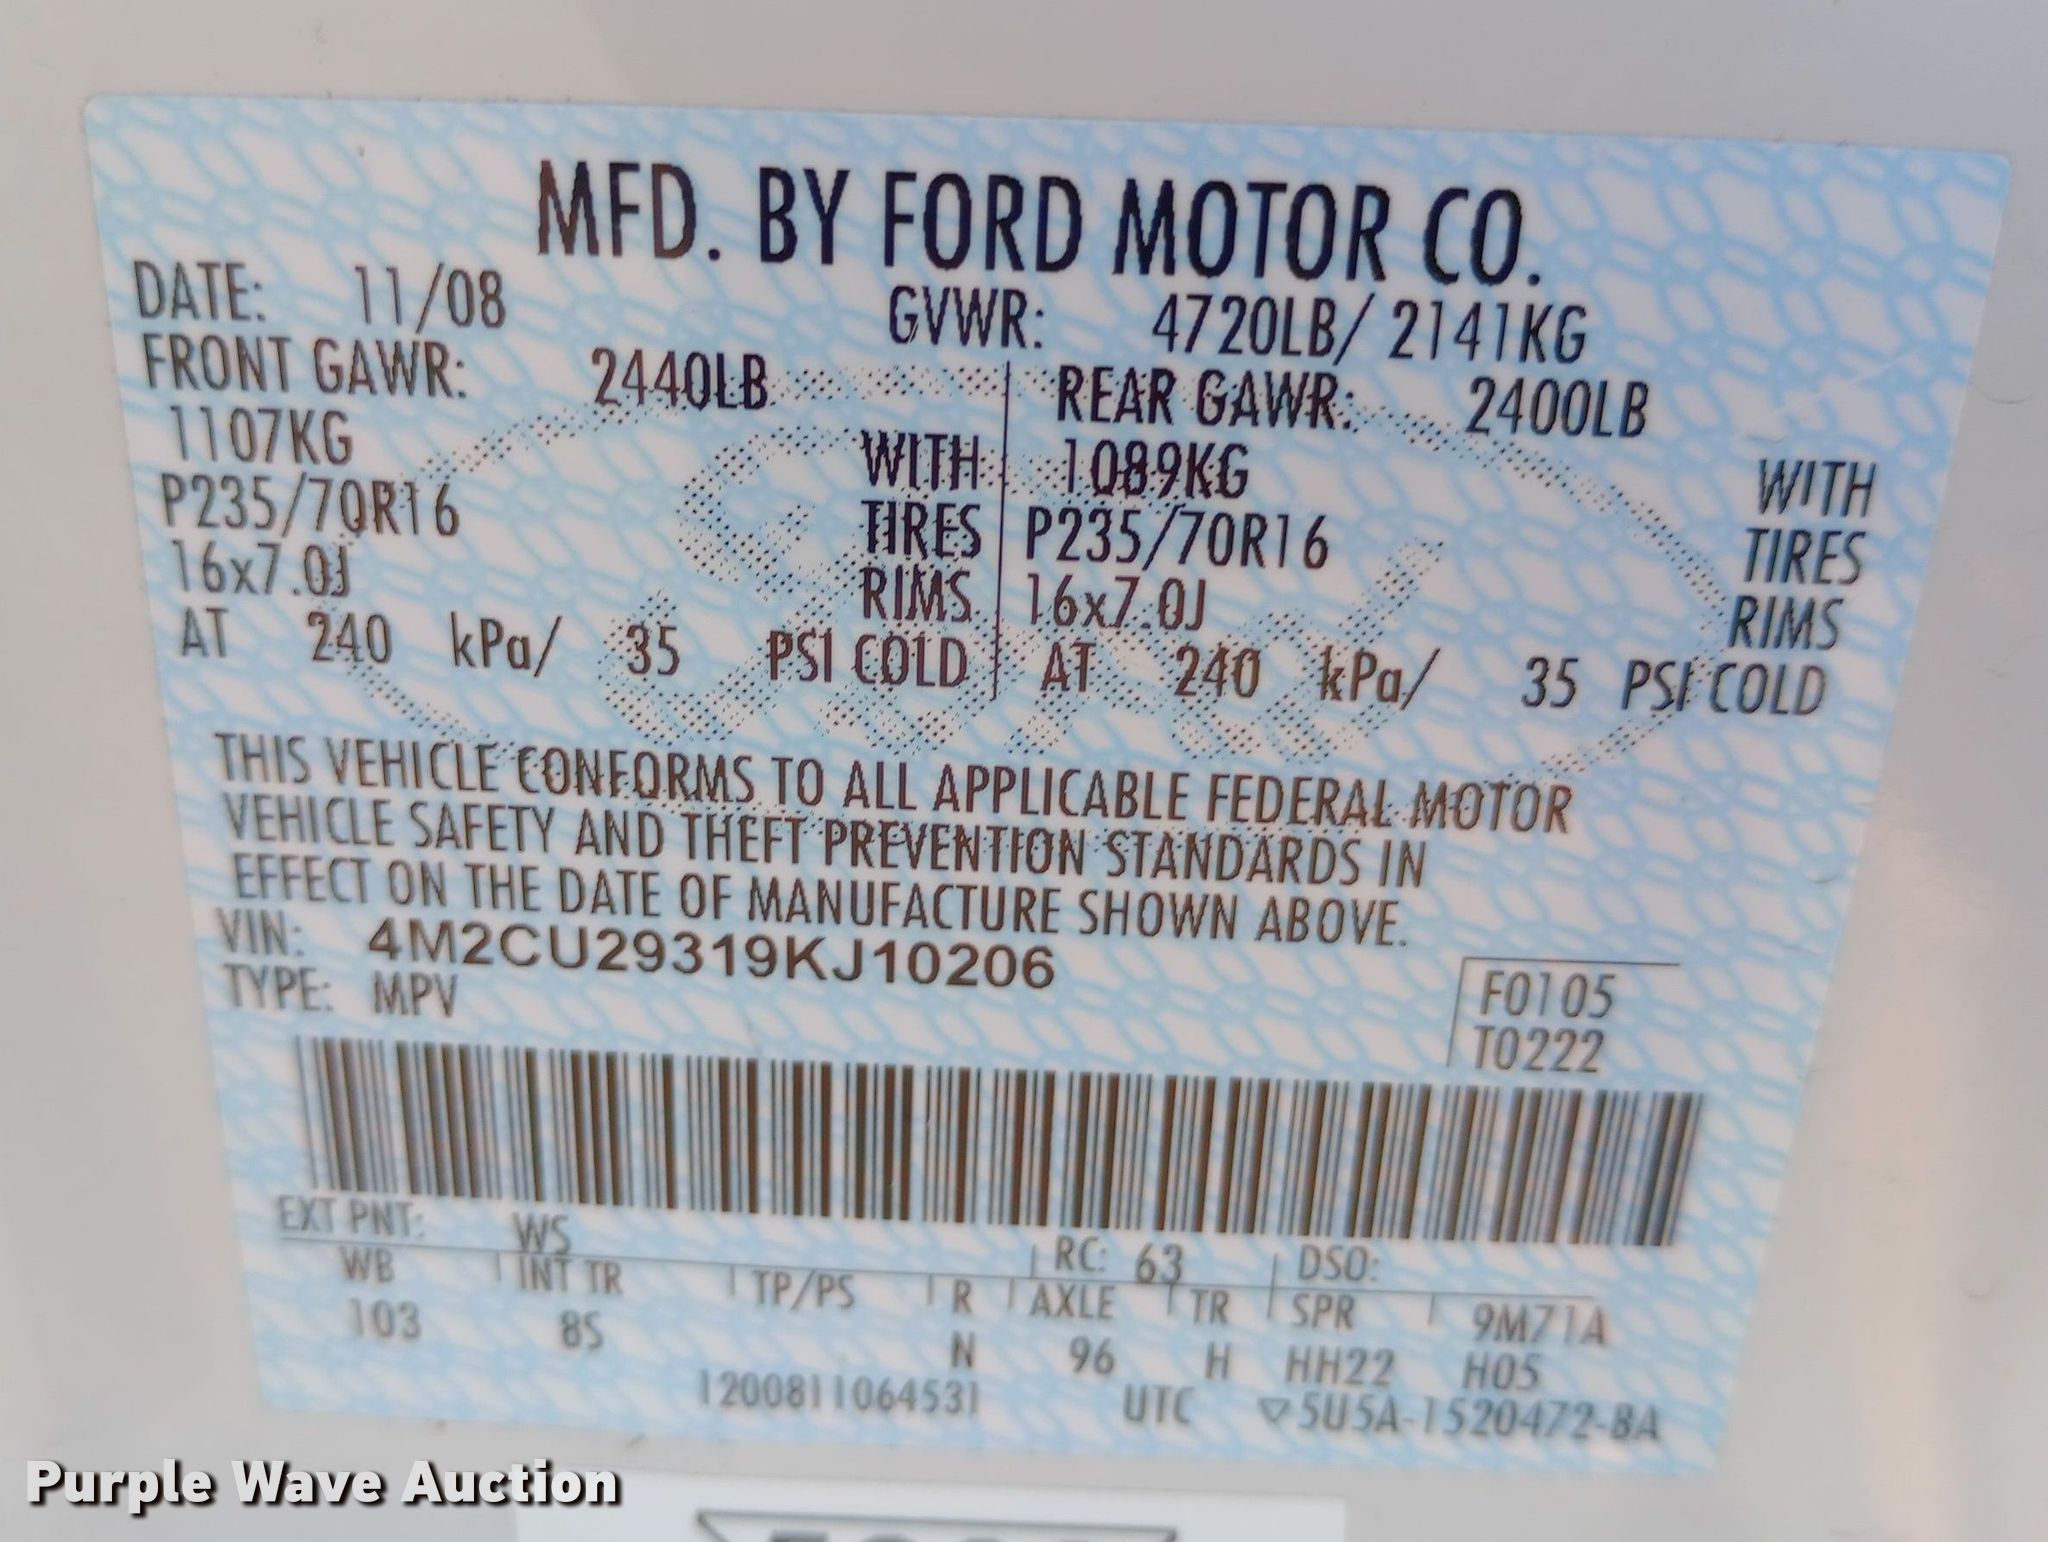 MFD. BY FORD MOTOR CO.
DATE: 11/08 GVWR: 4720LB/ 2141KG
FRONT GAWR: 2440LB REAR GAWR: 2400LB
1107KG WITH 1089KG WITH
P235/70R16 TIRES P235/70R16 TIRES
16x7.0J RIMS 16x7.0J RIMS
AT 240 kPa/ 35 PSI COLD AT 240 kPa/ 35 PSI COLD
THIS VEHICLE CONFORMS TO ALL APPLICABLE FEDERAL MOTOR
VEHICLE SAFETY AND THEFT PREVENTION STANDARDS IN
EFFECT ON THE DATE OF MANUFACTURE SHOWN ABOVE.
VIN: 4M2CU29319KJ10206
TYPE: MPV
F0105
T0222
EXT PNT: WS RC: 63 DSO:
WB INT TR TP/PS R AXLE TR SPR 9M71A
103 8S N 96 H HH22 H05
1200811064531 UTC ▽5U5A-1520472-BA
Purple Wave Auction